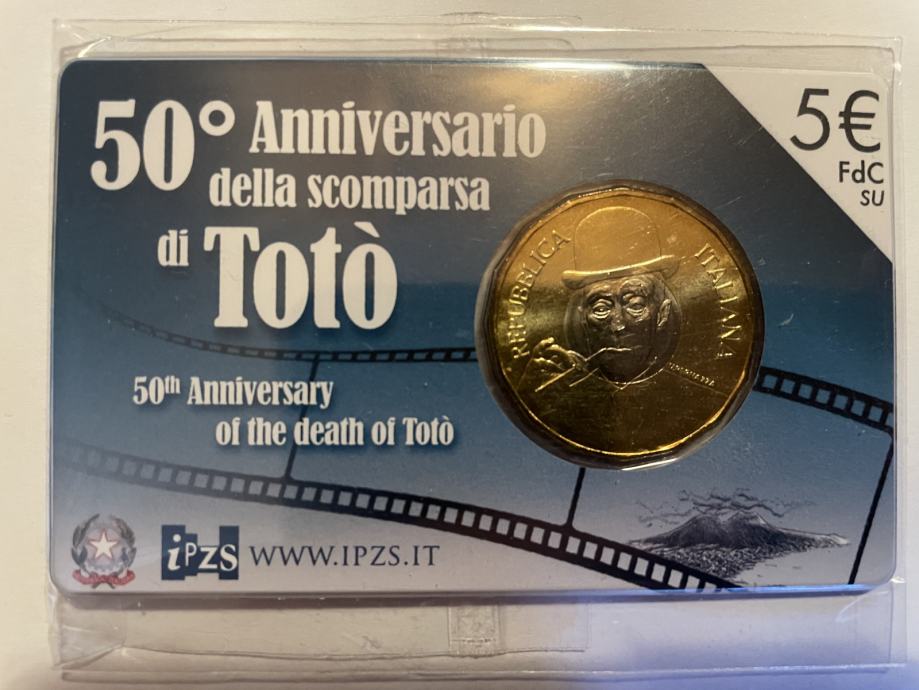 50° Anniversario
della scomparsa
di Totò
50th Anniversary
of the death of Totò
5€
FdC
SU
REPUBBLICA
ITALIANA
iPZS WWW.IPZS.IT